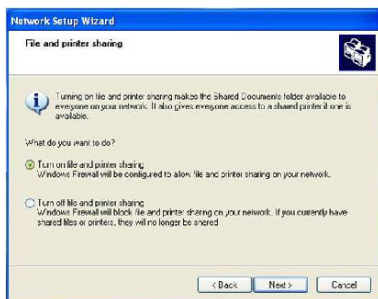 Network Setup Wizard
File and printer sharing
Turning on file and printer sharing makes the Shared Documents folder available to
everyone on your network. It also gives everyone access to a shared printer if one is
available.
What do you want to do?
Turn on file and printer sharing
Windows Firewall will be configured to allow file and printer sharing on your network.
Turn off file and printer sharing
Windows Firewall will block file and printer sharing on your network. If you currently have
shared files or printers, they will no longer be shared
< Back
Next >
Cancel